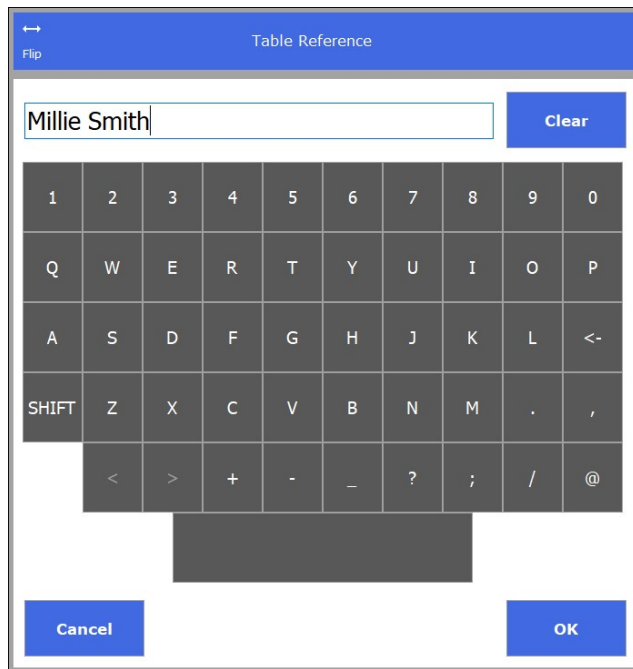 ↔
Flip
Table Reference
Millie Smith
Clear
1 2 3 4 5 6 7 8 9 0
Q W E R T Y U I O P
A S D F G H J K L <-
SHIFT Z X C V B N M . ,
< > + - _ ? ; / @
Cancel
OK